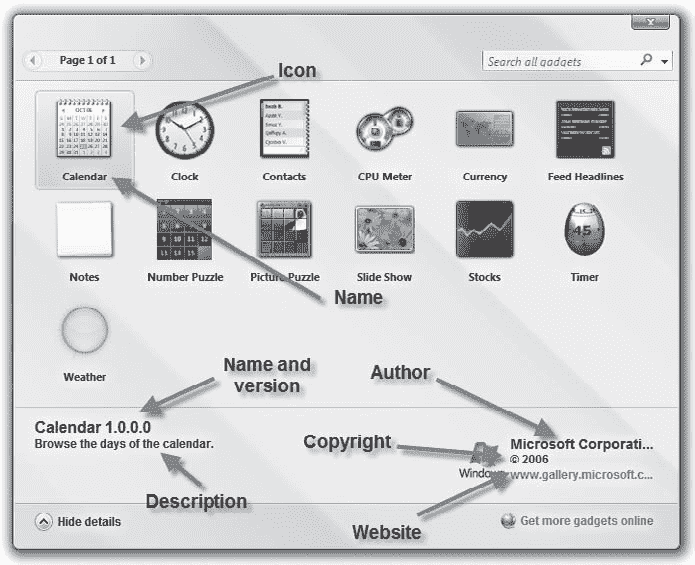 Page 1 of 1
Search all gadgets
Icon
OCT 06
Calendar
Clock
Contacts
CPU Meter
Currency
Feed Headlines
45
Notes
Number Puzzle
Picture Puzzle
Slide Show
Stocks
Timer
Name
Weather
Name and
version
Author
Calendar 1.0.0.0
Browse the days of the calendar.
Copyright
Microsoft Corporati...
© 2006
www.gallery.microsoft.c...
Description
Hide details
Website
Get more gadgets online